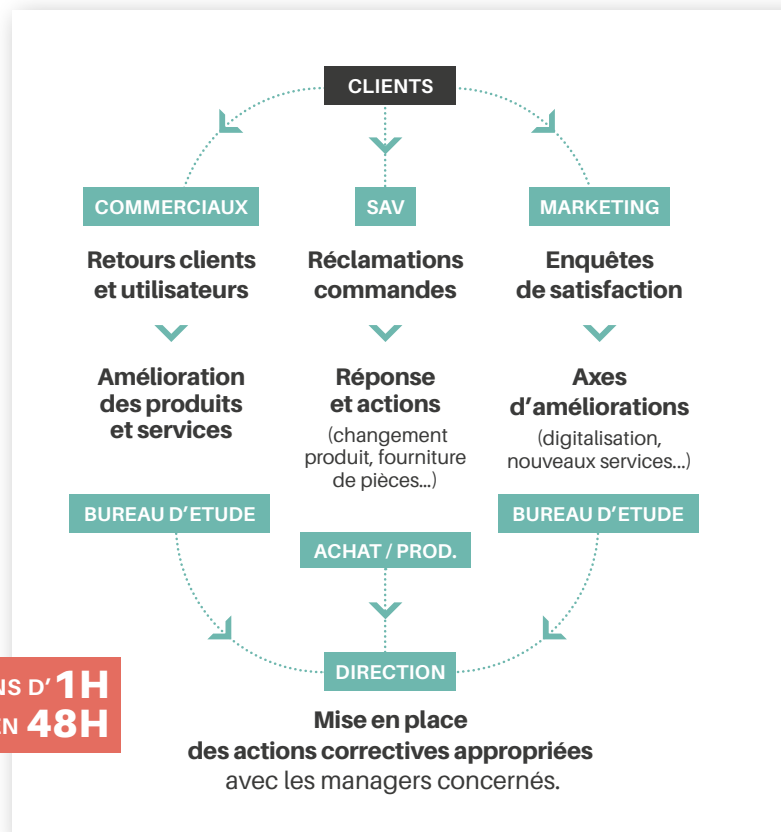 CLIENTS
COMMERCIAUX
Retours clients
et utilisateurs
Amélioration
des produits
et services
BUREAU D'ETUDE
SAV
Réclamations
commandes
Réponse
et actions
(changement
produit, fourniture
de pièces...)
ACHAT / PROD.
MARKETING
Enquêtes
de satisfaction
Axes
d'améliorations
(digitalisation,
nouveaux services...)
BUREAU D'ETUDE
D' 1H
48H
DIRECTION
Mise en place
des actions correctives appropriées
avec les managers concernés.